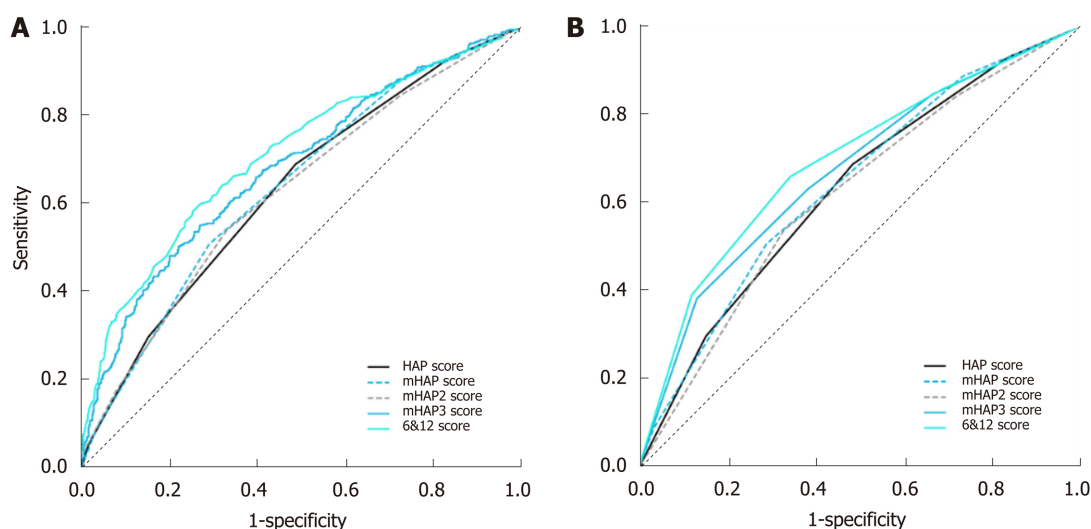 A
1.0
0.8
0.6
0.4
0.2
0.0
Sensitivity
0.0 0.2 0.4 0.6 0.8 1.0
1-specificity
HAP score
mHAP score
mHAP2 score
mHAP3 score
6&12 score
B
1.0
0.8
0.6
0.4
0.2
0.0
0.0 0.2 0.4 0.6 0.8 1.0
1-specificity
HAP score
mHAP score
mHAP2 score
mHAP3 score
6&12 score